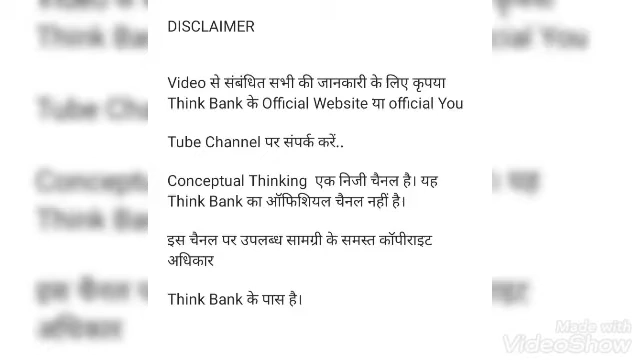 DISCLAIMER
Video से संबंधित सभी की जानकारी के लिए कृपया
Think Bank के Official Website या official You
Tube Channel पर संपर्क करें..
Conceptual Thinking एक निजी चैनल है। यह
Think Bank का ऑफिशियल चैनल नहीं है।
इस चैनल पर उपलब्ध सामग्री के समस्त कॉपीराइट
अधिकार
Think Bank के पास है।
Made with
VideoShow